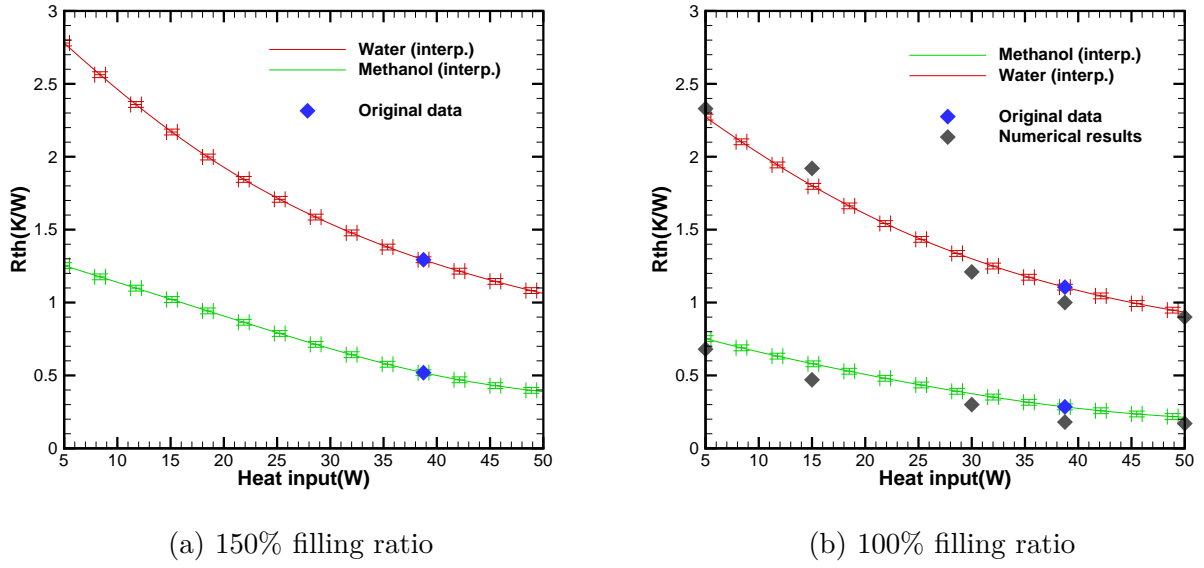 3
2.5
2
1.5
1
0.5
0
Rth(K/W)
5 10 15 20 25 30 35 40 45 50
Heat input(W)
Water (interp.)
Methanol (interp.)
Original data
(a) 150% filling ratio
3
2.5
2
1.5
1
0.5
0
Rth(K/W)
5 10 15 20 25 30 35 40 45 50
Heat input(W)
Methanol (interp.)
Water (interp.)
Original data
Numerical results
(b) 100% filling ratio